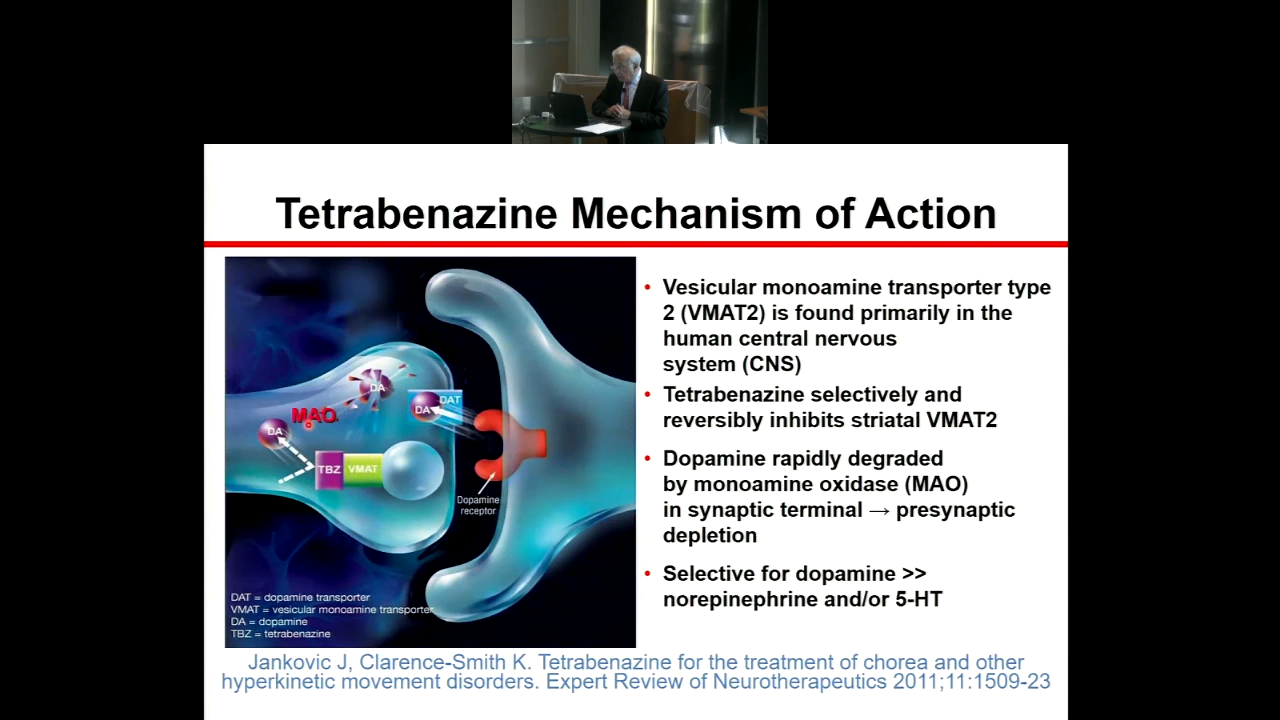 Tetrabenazine Mechanism of Action
DA
DAT
DA
MAO
DA
TBZ VMAT
Dopamine
receptor
DAT = dopamine transporter
VMAT = vesicular monoamine transporter
DA = dopamine
TBZ = tetrabenazine
• Vesicular monoamine transporter type
2 (VMAT2) is found primarily in the
human central nervous
system (CNS)
• Tetrabenazine selectively and
reversibly inhibits striatal VMAT2
• Dopamine rapidly degraded
by monoamine oxidase (MAO)
in synaptic terminal → presynaptic
depletion
• Selective for dopamine >>
norepinephrine and/or 5-HT
Jankovic J, Clarence-Smith K. Tetrabenazine for the treatment of chorea and other
hyperkinetic movement disorders. Expert Review of Neurotherapeutics 2011;11:1509-23